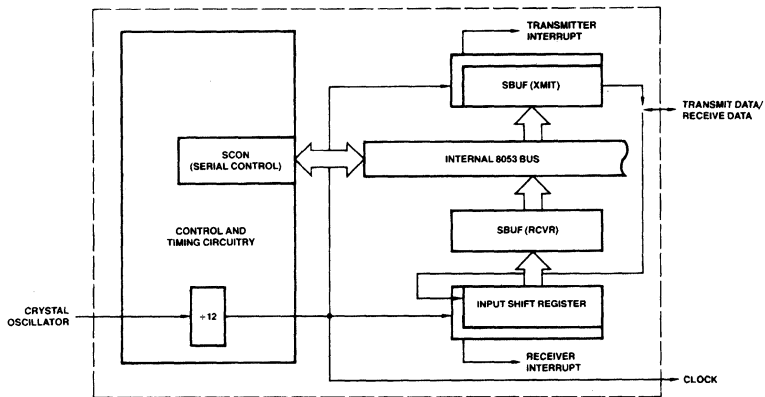 TRANSMITTER
INTERRUPT
SBUF (XMIT)
TRANSMIT DATA/
RECEIVE DATA
SCON
(SERIAL CONTROL)
INTERNAL 8053 BUS
CONTROL AND
TIMING CIRCUITRY
SBUF (RCVR)
CRYSTAL
OSCILLATOR
÷12
INPUT SHIFT REGISTER
RECEIVER
INTERRUPT
CLOCK